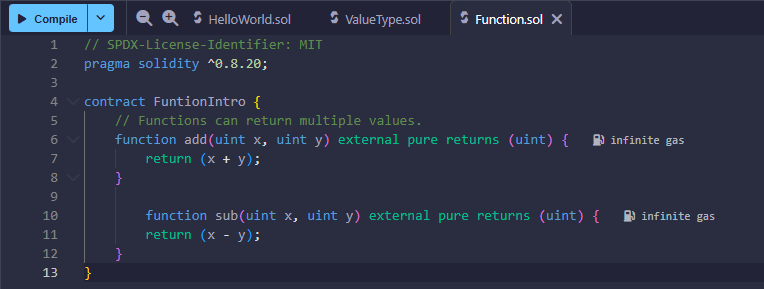 Compile HelloWorld.sol ValueType.sol Function.sol
1 // SPDX-License-Identifier: MIT
2 pragma solidity ^0.8.20;
3
4 contract FuntionIntro {
5 // Functions can return multiple values.
6 function add(uint x, uint y) external pure returns (uint) { infinite gas
7 return (x + y);
8 }
9
10 function sub(uint x, uint y) external pure returns (uint) { infinite gas
11 return (x - y);
12 }
13 }